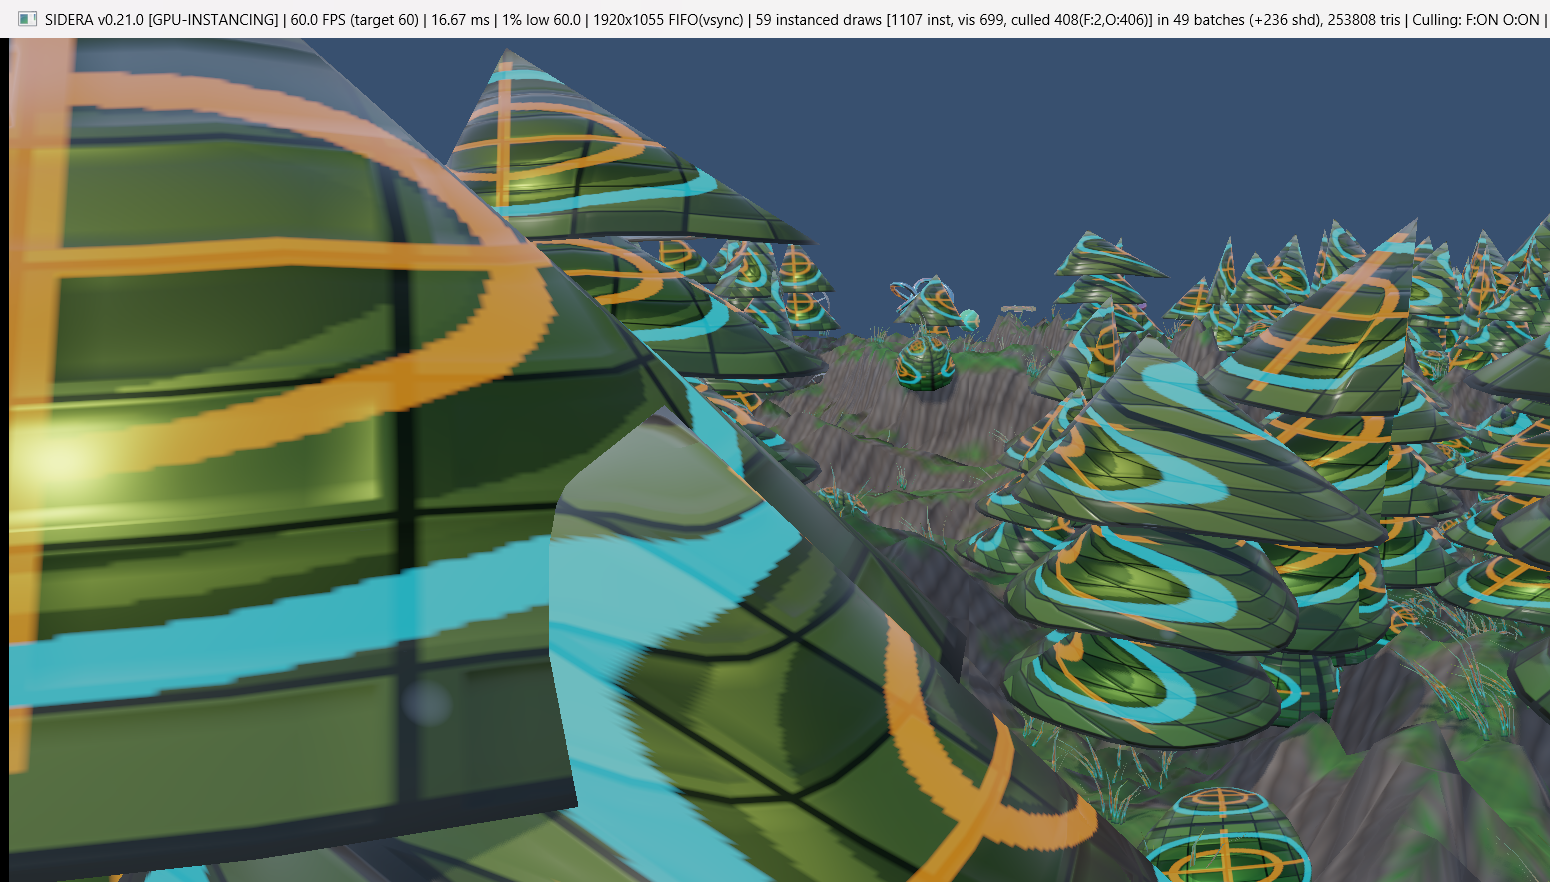 SIDERA v0.21.0 [GPU-INSTANCING] | 60.0 FPS (target 60) | 16.67 ms | 1% low 60.0 | 1920x1055 FIFO(vsync) | 59 instanced draws [1107 inst, vis 699, culled 408(F:2,O:406)] in 49 batches (+236 shd), 253808 tris | Culling: F:ON O:ON |